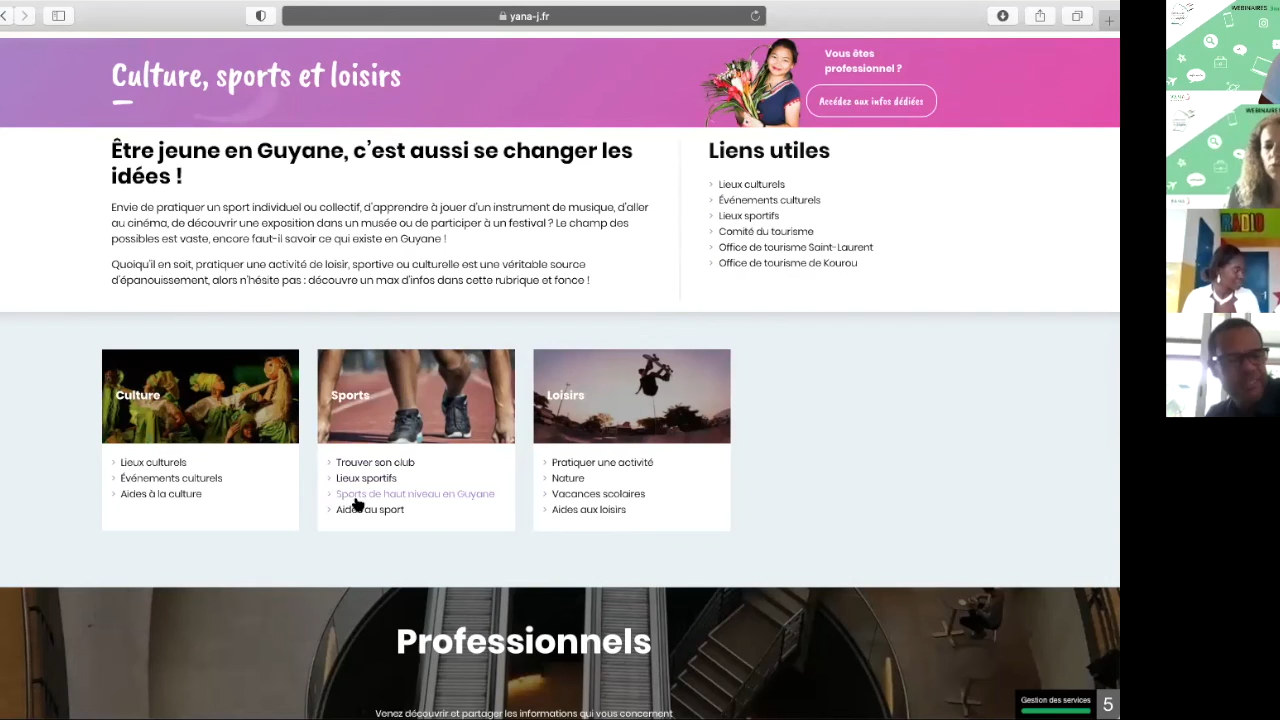 yana-j.fr
Culture, sports et loisirs
Vous êtes
professionnel ?
Accédez aux infos dédiées
Être jeune en Guyane, c'est aussi se changer les
idées !
Envie de pratiquer un sport individuel ou collectif, d'apprendre à jouer d'un instrument de musique, d'aller
au cinéma, de découvrir une exposition dans un musée ou de participer à un festival ? Le champ des
possibles est vaste, encore faut-il savoir ce qui existe en Guyane !
Quoiqu'il en soit, pratiquer une activité de loisir, sportive ou culturelle est une véritable source
d'épanouissement, alors n'hésite pas : découvre un max d'infos dans cette rubrique et fonce !
Liens utiles
Lieux culturels
Événements culturels
Lieux sportifs
Comité du tourisme
Office de tourisme Saint-Laurent
Office de tourisme de Kourou
Culture
Lieux culturels
Événements culturels
Aides à la culture
Sports
Trouver son club
Lieux sportifs
Sports de haut niveau en Guyane
Aides au sport
Loisirs
Pratiquer une activité
Nature
Vacances scolaires
Aides aux loisirs
Professionnels
Venez découvrir et partager les informations qui vous concernent
Gestion des services
5
WEBINAIRES
WEBINAIRES
RADIO